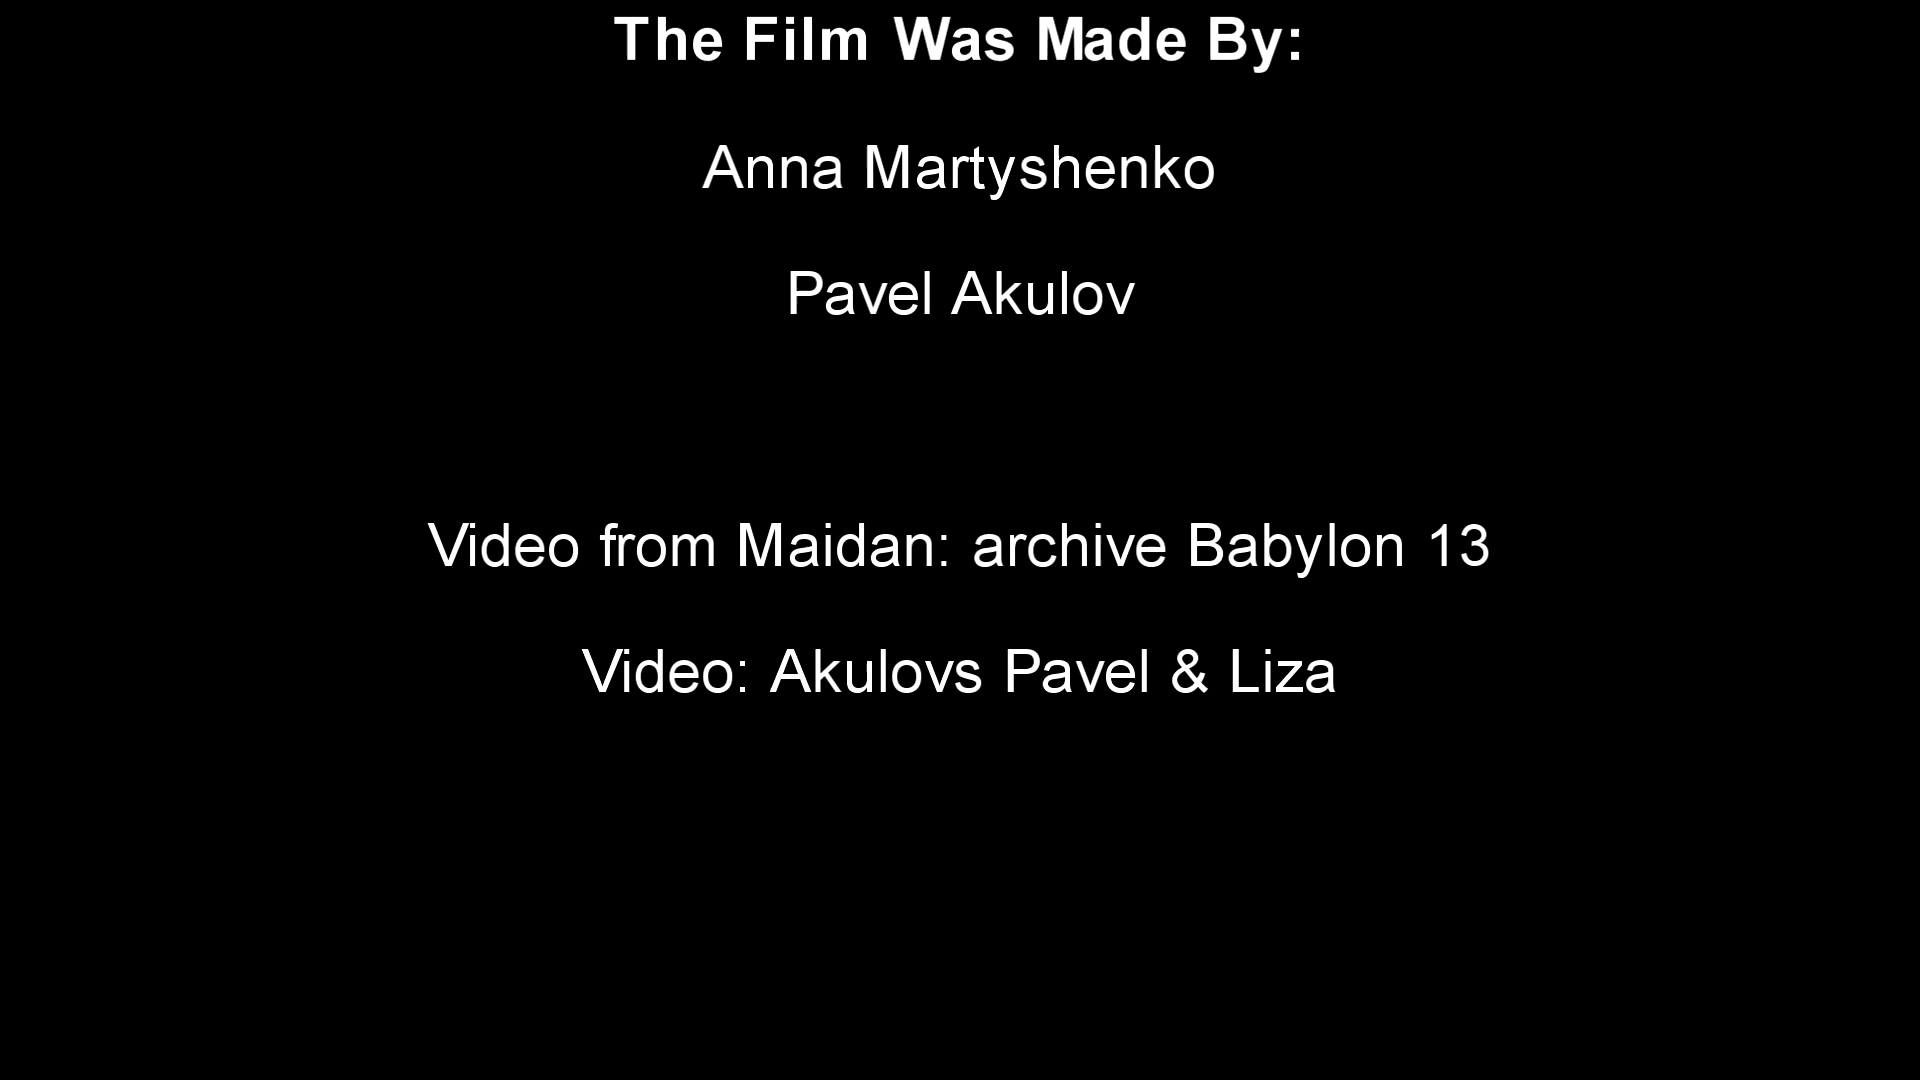 The Film Was Made By:
Anna Martyshenko
Pavel Akulov
Video from Maidan: archive Babylon 13
Video: Akulovs Pavel & Liza